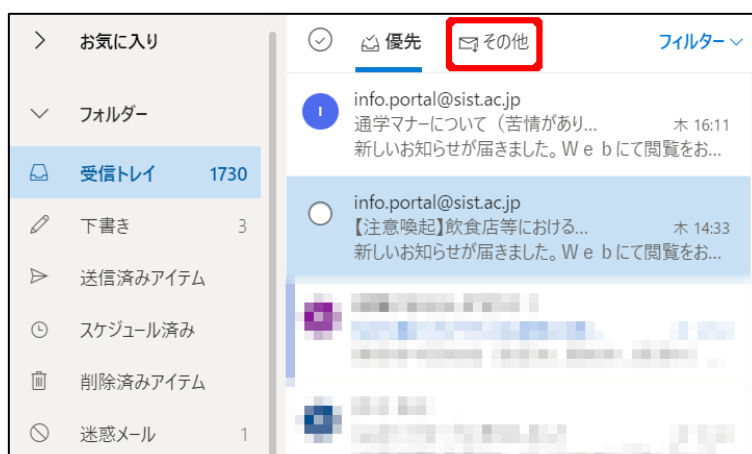 お気に入り
フォルダー
受信トレイ 1730
下書き 3
送信済みアイテム
スケジュール済み
削除済みアイテム
迷惑メール 1
優先 その他 フィルター
I
info.portal@sist.ac.jp
通学マナーについて（苦情があり... 木 16:11
新しいお知らせが届きました。Ｗｅｂにて閲覧をお...
info.portal@sist.ac.jp
【注意喚起】飲食店等における... 木 14:33
新しいお知らせが届きました。Ｗｅｂにて閲覧をお...